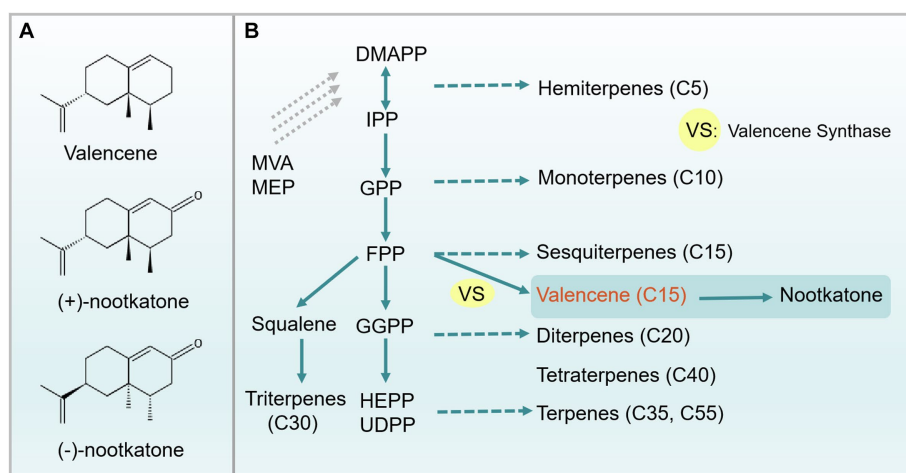 A
Valencene
O
(+)-nootkatone
O
(-)-nootkatone
B
DMAPP
Hemiterpenes (C5)
IPP
VS: Valencene Synthase
MVA
MEP
GPP
Monoterpenes (C10)
FPP
Sesquiterpenes (C15)
VS
Valencene (C15)
Nootkatone
Squalene
GGPP
Diterpenes (C20)
Tetraterpenes (C40)
Triterpenes
(C30)
HEPP
UDPP
Terpenes (C35, C55)